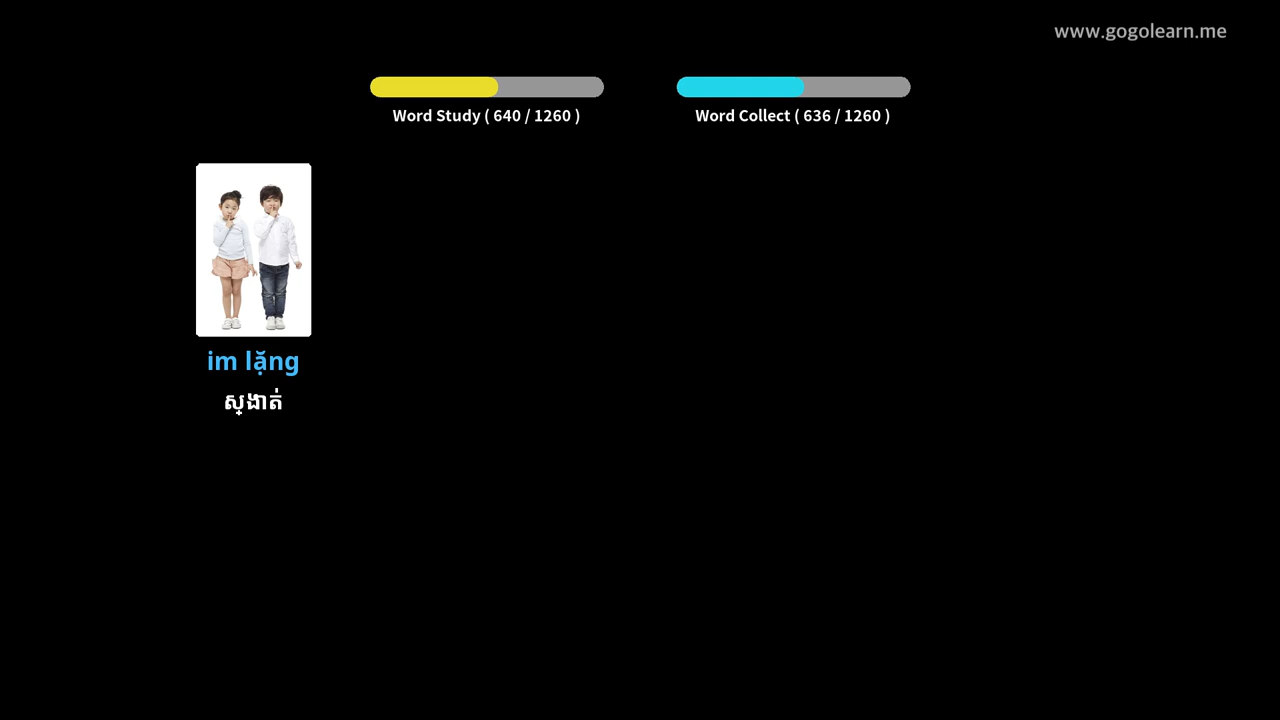 www.gogolearn.me
Word Study ( 640 / 1260 )
Word Collect ( 636 / 1260 )
im lặng
ស្ងាត់